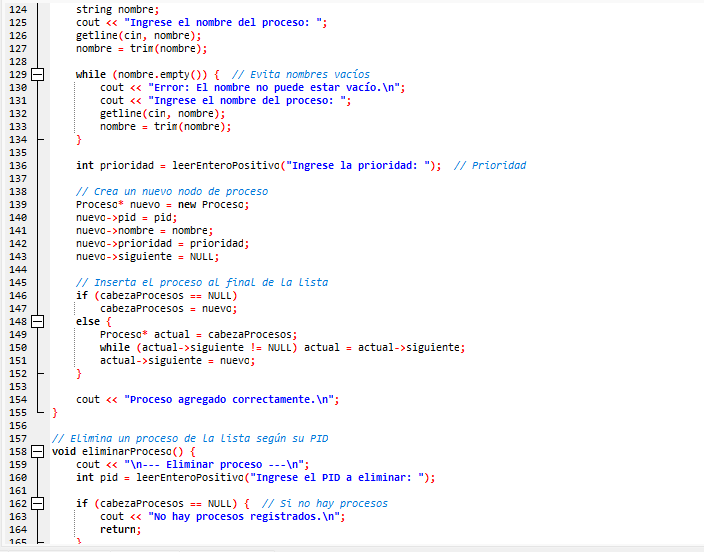 124 string nombre;
125 cout << "Ingrese el nombre del proceso: ";
126 getline(cin, nombre);
127 nombre = trim(nombre);
128
129 while (nombre.empty()) { // Evita nombres vacíos
130 cout << "Error: El nombre no puede estar vacío.\n";
131 cout << "Ingrese el nombre del proceso: ";
132 getline(cin, nombre);
133 nombre = trim(nombre);
134 }
135
136 int prioridad = leerEnteroPositivo("Ingrese la prioridad: "); // Prioridad
137
138 // Crea un nuevo nodo de proceso
139 Proceso* nuevo = new Proceso;
140 nuevo->pid = pid;
141 nuevo->nombre = nombre;
142 nuevo->prioridad = prioridad;
143 nuevo->siguiente = NULL;
144
145 // Inserta el proceso al final de la lista
146 if (cabezaProcesos == NULL)
147 cabezaProcesos = nuevo;
148 else {
149 Proceso* actual = cabezaProcesos;
150 while (actual->siguiente != NULL) actual = actual->siguiente;
151 actual->siguiente = nuevo;
152 }
153
154 cout << "Proceso agregado correctamente.\n";
155 }
156
157 // Elimina un proceso de la lista según su PID
158 void eliminarProceso() {
159 cout << "\n--- Eliminar proceso ---\n";
160 int pid = leerEnteroPositivo("Ingrese el PID a eliminar: ");
161
162 if (cabezaProcesos == NULL) { // Si no hay procesos
163 cout << "No hay procesos registrados.\n";
164 return;
165 }